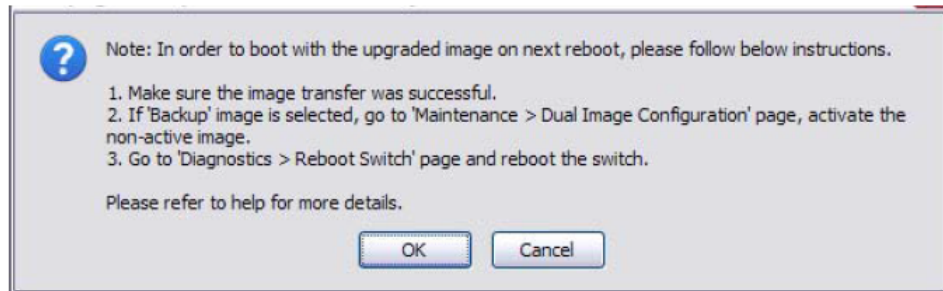 Note: In order to boot with the upgraded image on next reboot, please follow below instructions.
1. Make sure the image transfer was successful.
2. If 'Backup' image is selected, go to 'Maintenance > Dual Image Configuration' page, activate the
non-active image.
3. Go to 'Diagnostics > Reboot Switch' page and reboot the switch.
Please refer to help for more details.
OK
Cancel